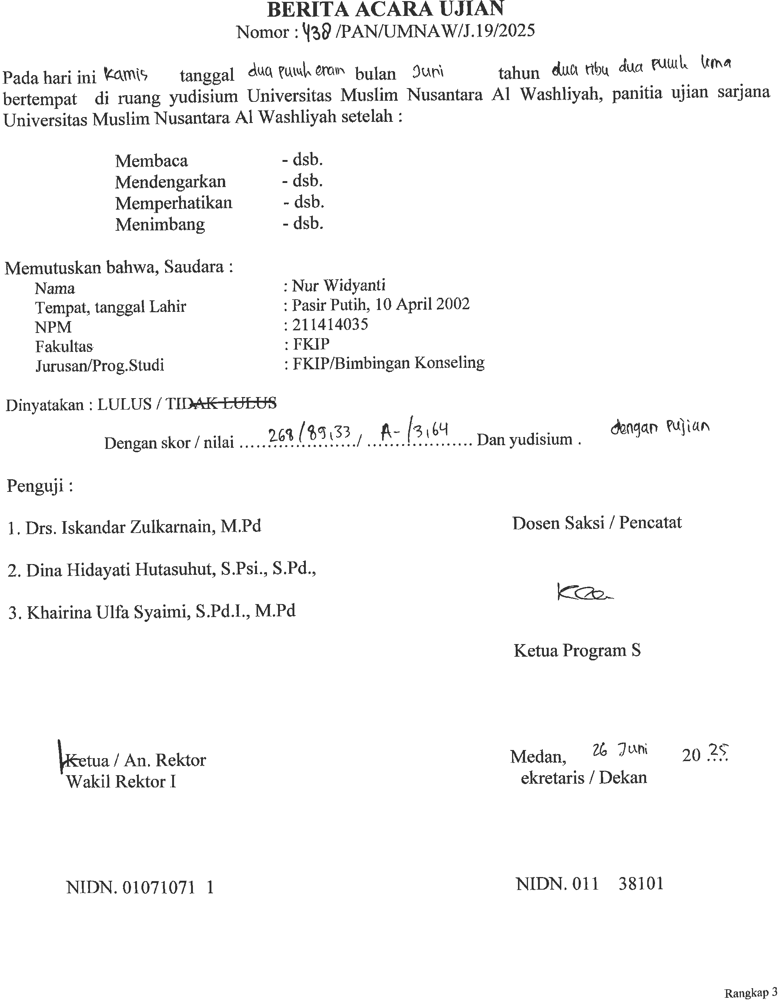 BERITA ACARA UJIAN
Nomor : 438 /PAN/UMNAW/J.19/2025
Pada hari ini Kamis tanggal dua puluh enam bulan Juni tahun dua ribu dua puluh lima
bertempat di ruang yudisium Universitas Muslim Nusantara Al Washliyah, panitia ujian sarjana
Universitas Muslim Nusantara Al Washliyah setelah :
Membaca - dsb.
Mendengarkan - dsb.
Memperhatikan - dsb.
Menimbang - dsb.
Memutuskan bahwa, Saudara :
Nama : Nur Widyanti
Tempat, tanggal Lahir : Pasir Putih, 10 April 2002
NPM : 211414035
Fakultas : FKIP
Jurusan/Prog.Studi : FKIP/Bimbingan Konseling
Dinyatakan : LULUS / TIDAK LULUS
Dengan skor / nilai ..... 268 / 89,33 / A- / 3,64 ..... Dan yudisium . dengan pujian
Penguji :
1. Drs. Iskandar Zulkarnain, M.Pd
Dosen Saksi / Pencatat
2. Dina Hidayati Hutasuhut, S.Psi., S.Pd.,
3. Khairina Ulfa Syaimi, S.Pd.I., M.Pd
Ketua Program S
Ketua / An. Rektor
Medan, 26 Juni 20 25
Wakil Rektor I
ekretaris / Dekan
NIDN. 01071071 1
NIDN. 011 38101
Rangkap 3